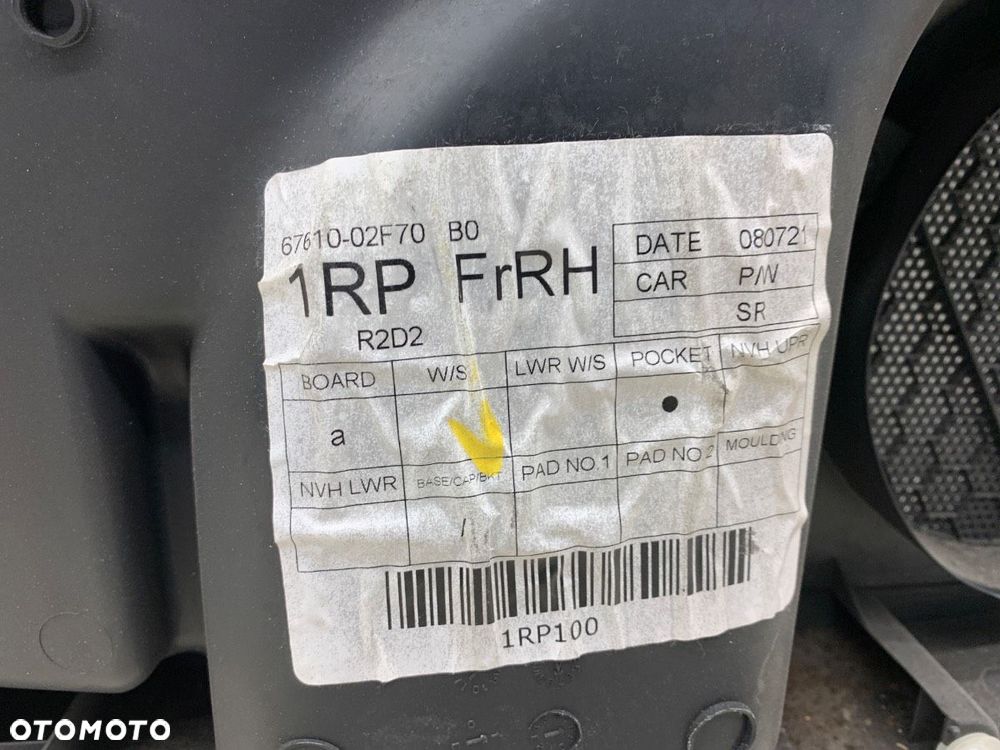 67610-02F70 B0
1RP FrRH
R2D2
DATE 080721
CAR P/N
SR
BOARD W/S LWR W/S POCKET NVH UPR
a ●
NVH LWR BASE/CAP/BKT PAD NO.1 PAD NO.2 MOULDING
/
1RP100
OTOMOTO